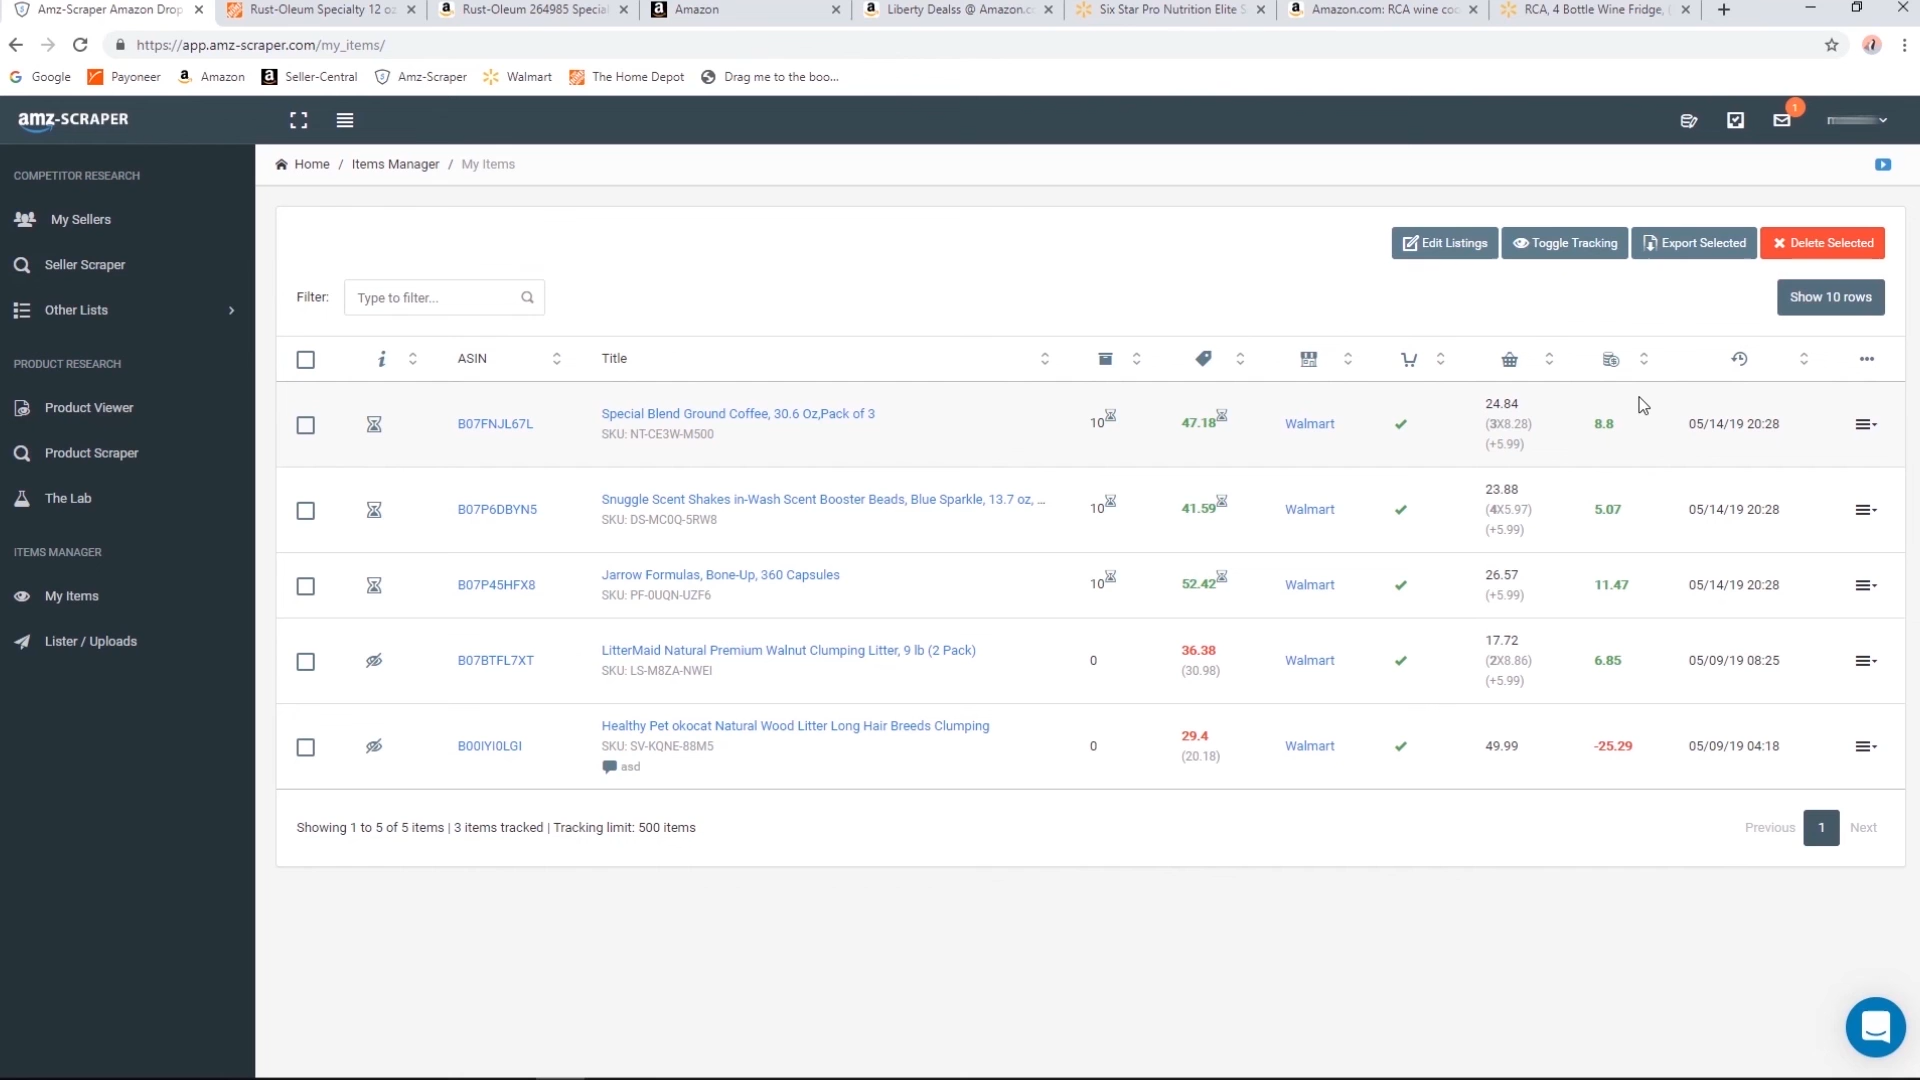 Amz-Scraper Amazon Drop
Rust-Oleum Specialty 12 oz
Rust-Oleum 264985 Special
Amazon
Liberty Dealss @ Amazon.c
Six Star Pro Nutrition Elite S
Amazon.com: RCA wine coo
RCA, 4 Bottle Wine Fridge,
https://app.amz-scraper.com/my_items/
Google Payoneer Amazon Seller-Central Amz-Scraper Walmart The Home Depot Drag me to the boo...
amz-SCRAPER
1
COMPETITOR RESEARCH
My Sellers
Seller Scraper
Other Lists
PRODUCT RESEARCH
Product Viewer
Product Scraper
The Lab
ITEMS MANAGER
My Items
Lister / Uploads
Home / Items Manager / My Items
Edit Listings Toggle Tracking Export Selected Delete Selected
Filter: Type to filter... Show 10 rows
i ASIN Title
B07FNJL67L Special Blend Ground Coffee, 30.6 Oz,Pack of 3 10 47.18 Walmart 24.84 8.8 05/14/19 20:28
SKU: NT-CE3W-M500 (3X8.28)
(+5.99)
B07P6DBYN5 Snuggle Scent Shakes in-Wash Scent Booster Beads, Blue Sparkle, 13.7 oz, ... 10 41.59 Walmart 23.88 5.07 05/14/19 20:28
SKU: DS-MC0Q-5RW8 (4X5.97)
(+5.99)
B07P45HFX8 Jarrow Formulas, Bone-Up, 360 Capsules 10 52.42 Walmart 26.57 11.47 05/14/19 20:28
SKU: PF-0UQN-UZF6 (+5.99)
B07BTFL7XT LitterMaid Natural Premium Walnut Clumping Litter, 9 lb (2 Pack) 0 36.38 Walmart 17.72 6.85 05/09/19 08:25
SKU: LS-M8ZA-NWEI (30.98) (2X8.86)
(+5.99)
B00IYI0LGI Healthy Pet okocat Natural Wood Litter Long Hair Breeds Clumping 0 29.4 Walmart 49.99 -25.29 05/09/19 04:18
SKU: SV-KQNE-88M5 (20.18)
asd
Showing 1 to 5 of 5 items | 3 items tracked | Tracking limit: 500 items
Previous 1 Next